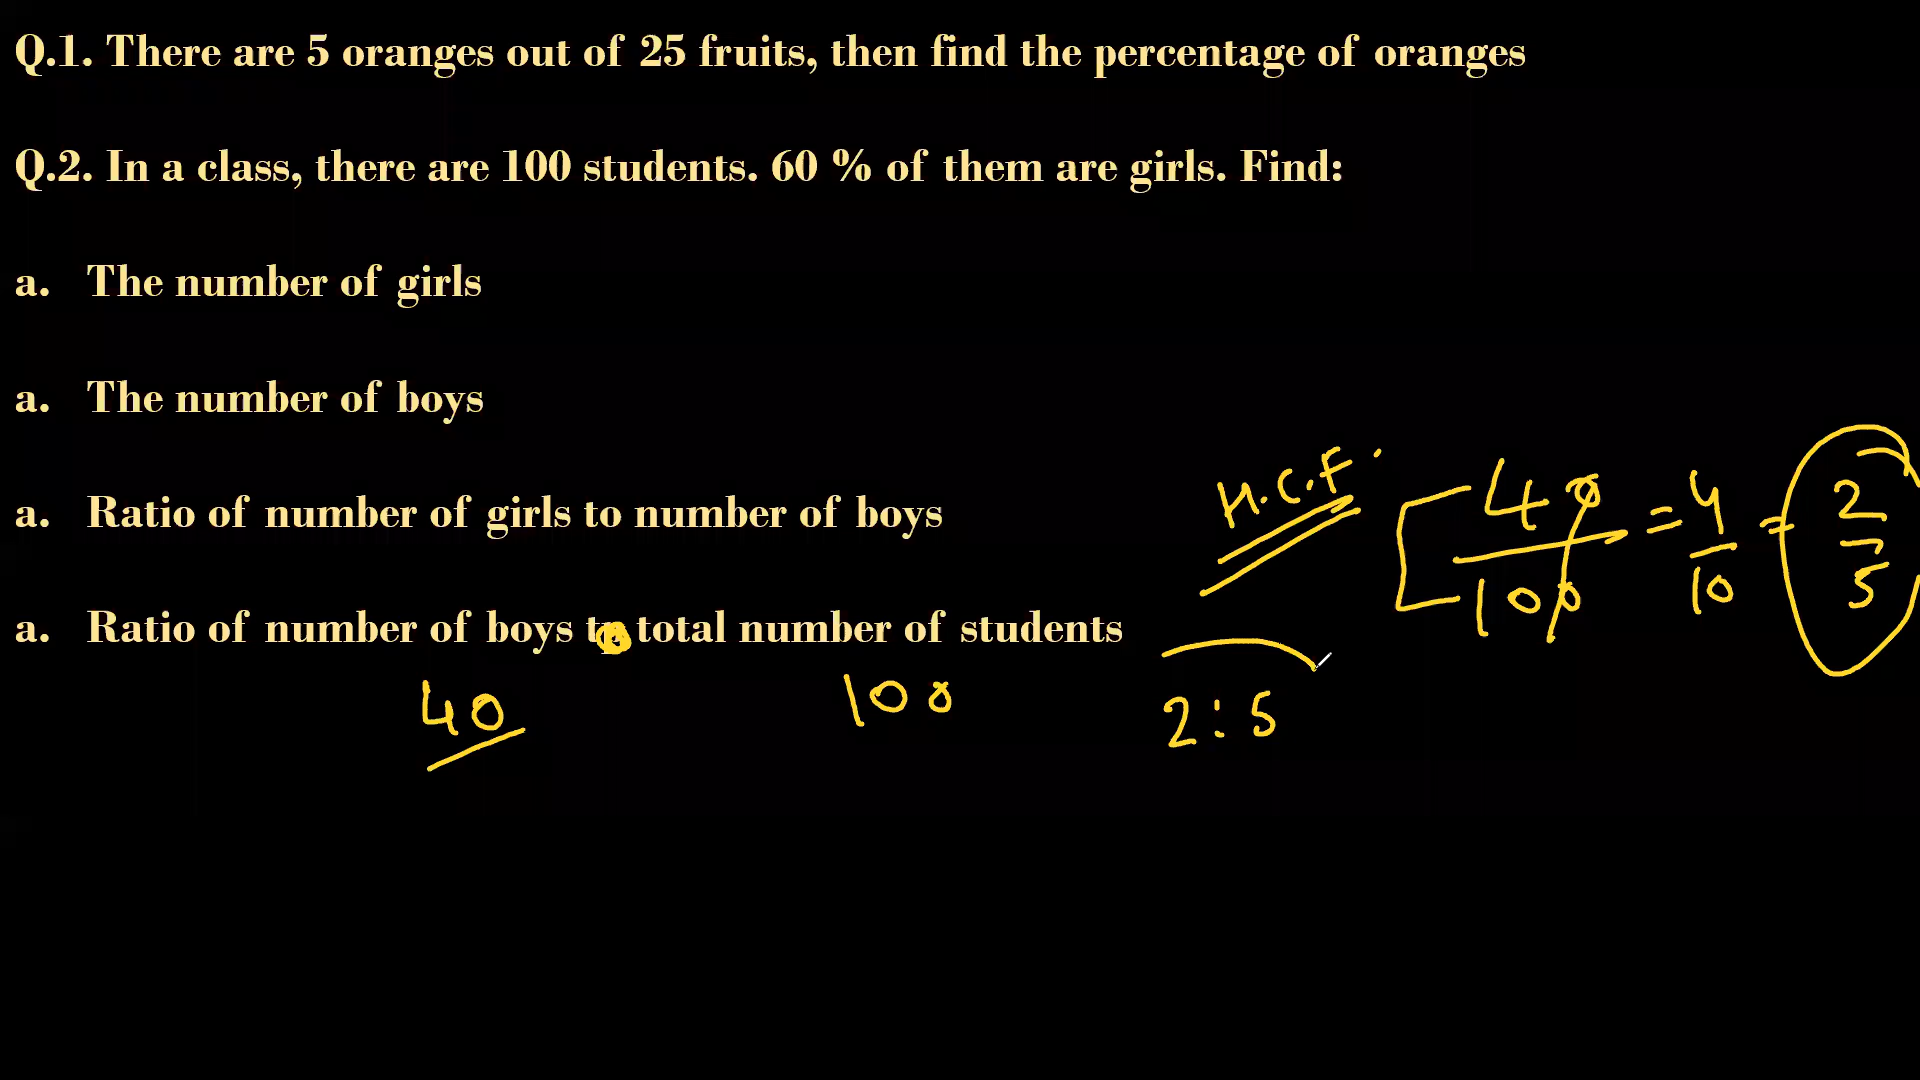 Q.1. There are 5 oranges out of 25 fruits, then find the percentage of oranges
Q.2. In a class, there are 100 students. 60 % of them are girls. Find:
a. The number of girls
a. The number of boys
a. Ratio of number of girls to number of boys
a. Ratio of number of boys to total number of students
40
100
2:5
H.C.F.
40/100 = 4/10 = 2/5